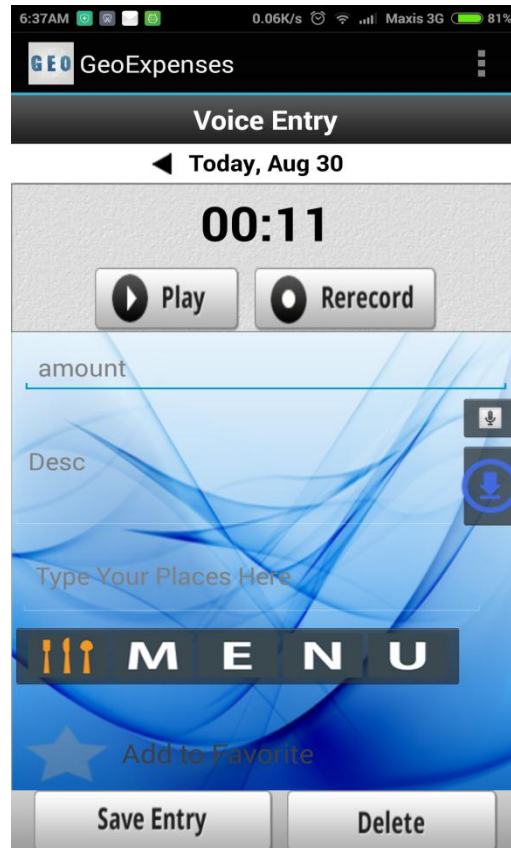 6:37AM 0.06K/s Maxis 3G 81%
GEO GeoExpenses
Voice Entry
Today, Aug 30
00:11
Play Rerecord
amount
Desc
Type Your Places Here
MENU
Add to Favorite
Save Entry Delete